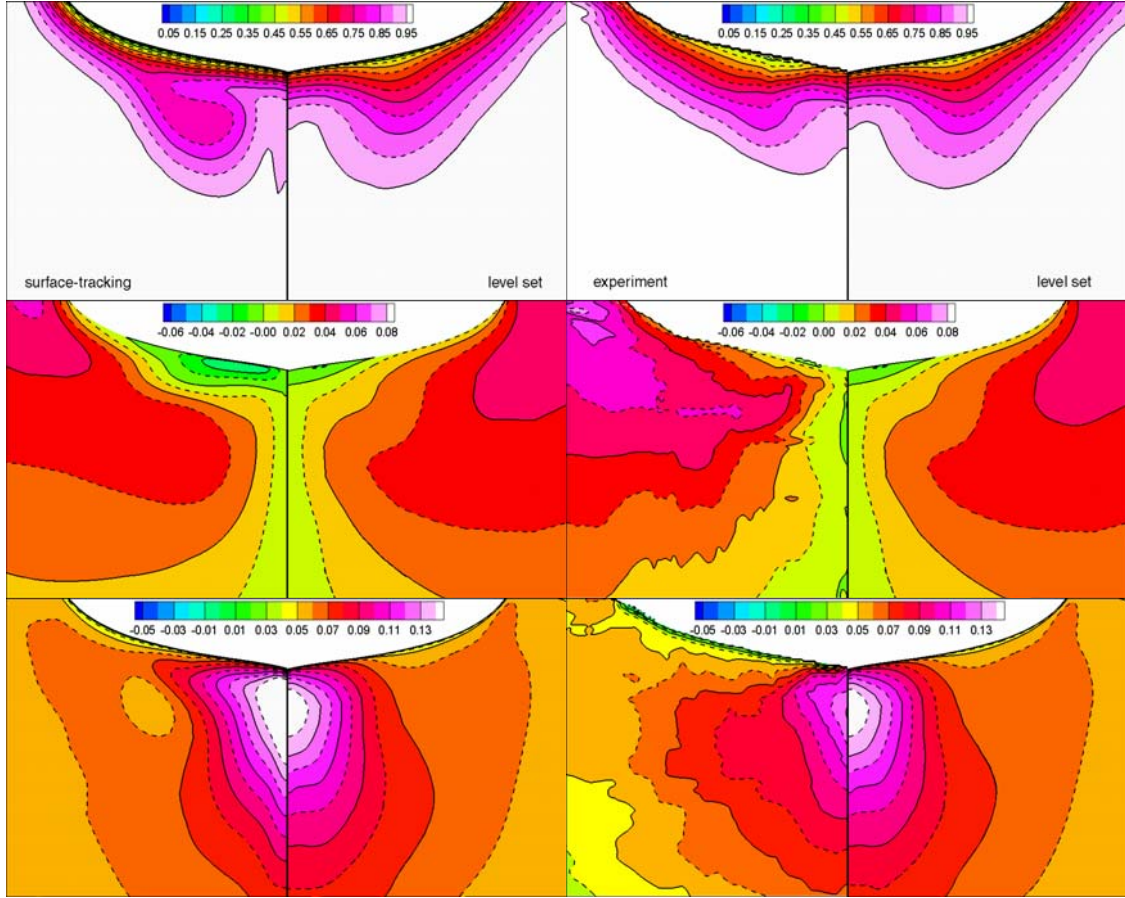 0.05 0.15 0.25 0.35 0.45 0.55 0.65 0.75 0.85 0.95
0.05 0.15 0.25 0.35 0.45 0.55 0.65 0.75 0.85 0.95
surface-tracking
level set
experiment
level set
-0.06 -0.04 -0.02 -0.00 0.02 0.04 0.06 0.08
-0.06 -0.04 -0.02 0.00 0.02 0.04 0.06 0.08
-0.05 -0.03 -0.01 0.01 0.03 0.05 0.07 0.09 0.11 0.13
-0.05 -0.03 -0.01 0.01 0.03 0.05 0.07 0.09 0.11 0.13